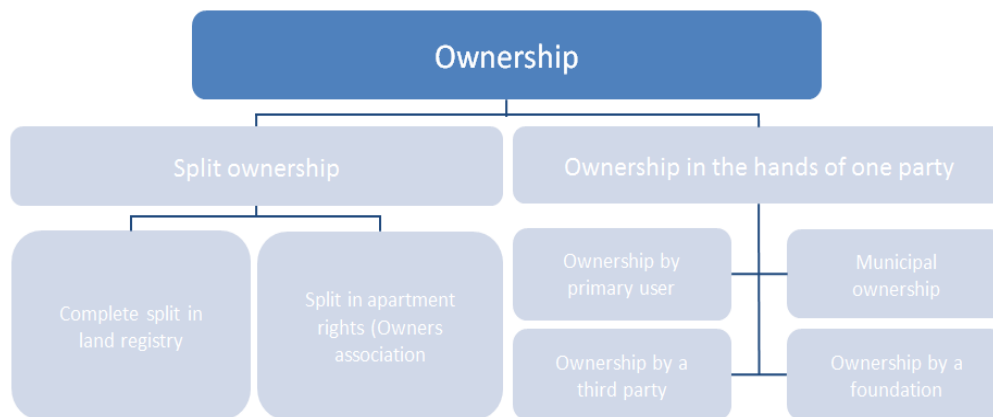 Ownership
Split ownership
Ownership in the hands of one party
Complete split in
land registry
Split in apartment
rights (Owners
association
Ownership by
primary user
Municipal
ownership
Ownership by a
third party
Ownership by a
foundation